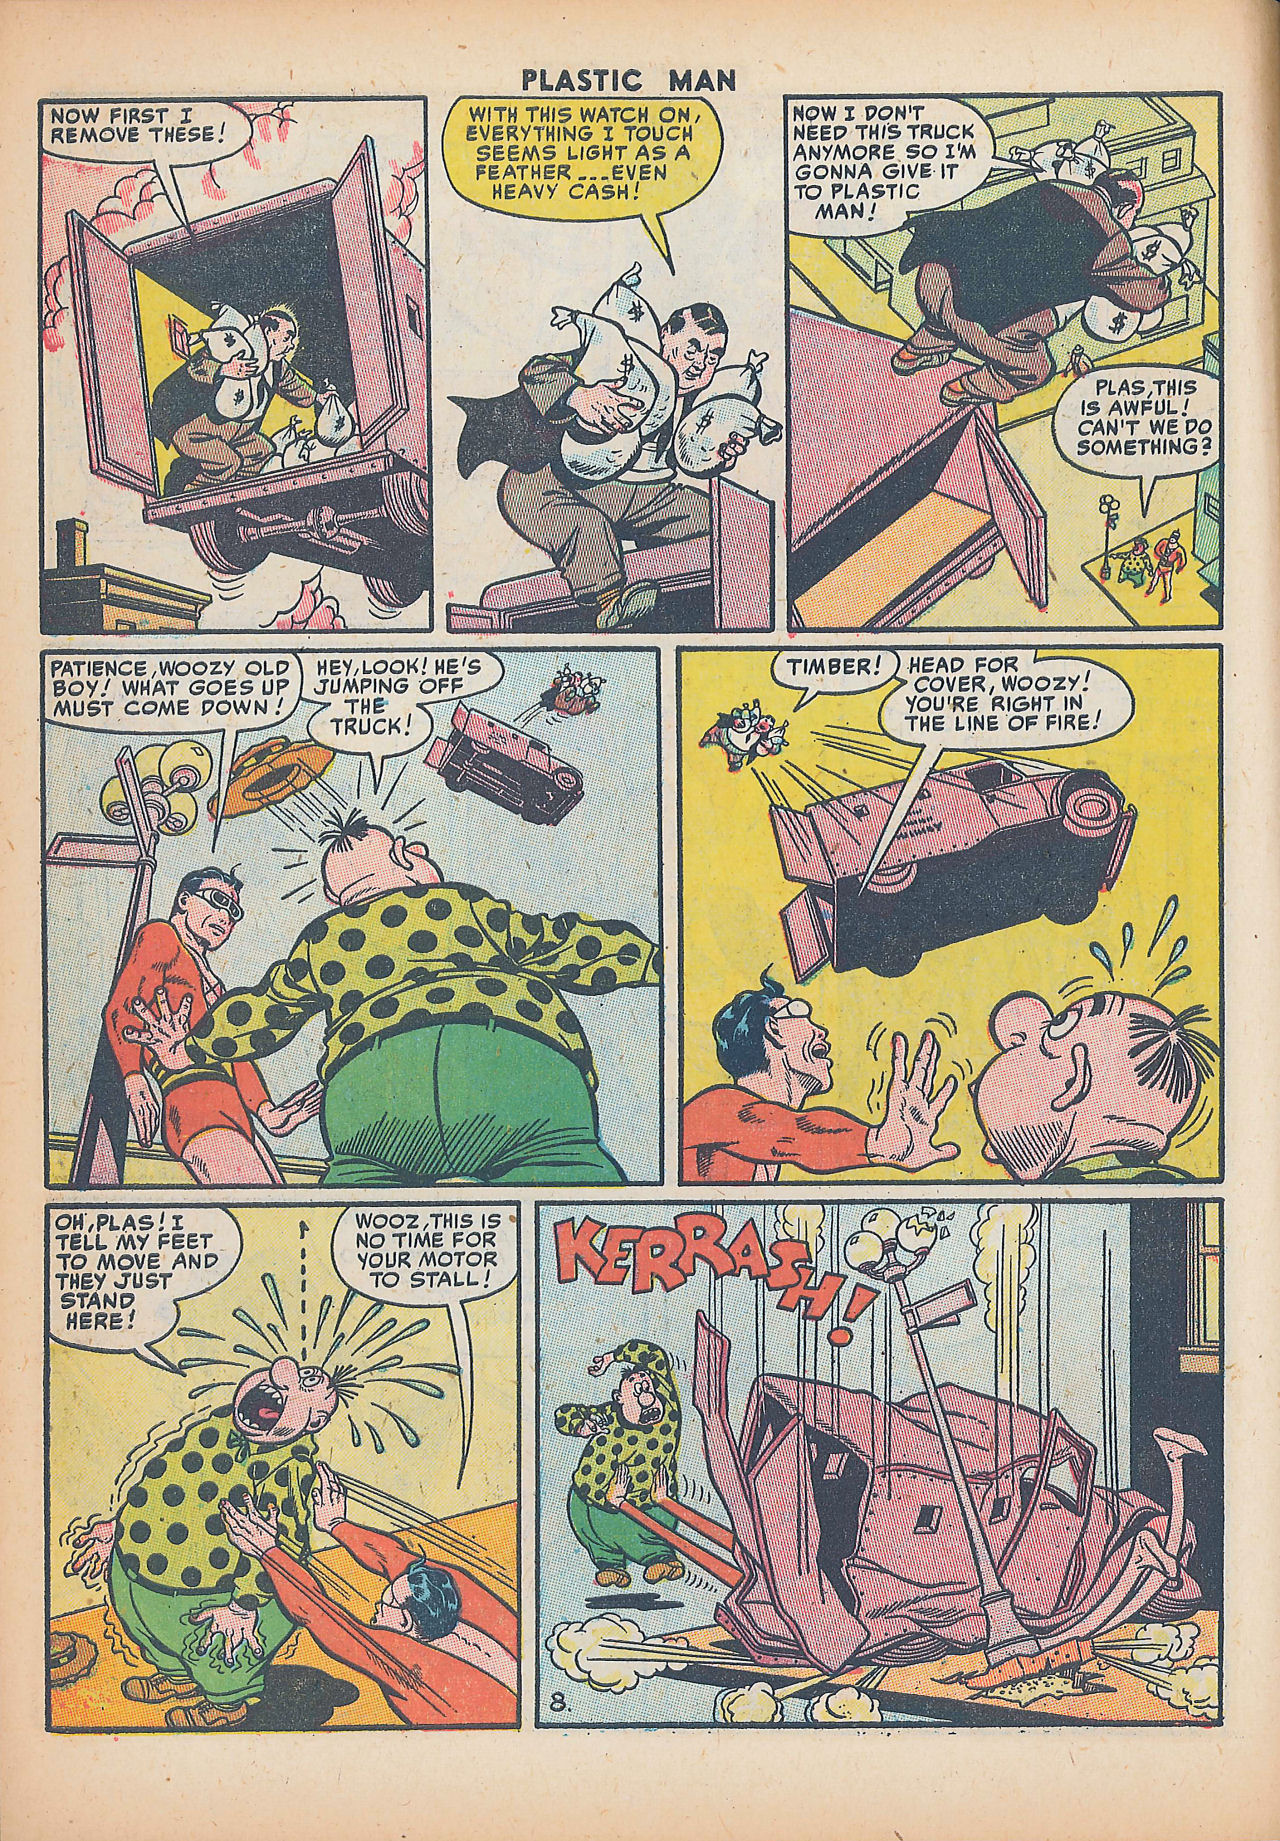 PLASTIC MAN
NOW FIRST I
REMOVE THESE!
WITH THIS WATCH ON,
EVERYTHING I TOUCH
SEEMS LIGHT AS A
FEATHER...EVEN
HEAVY CASH!
NOW I DON'T
NEED THIS TRUCK
ANYMORE SO I'M
GONNA GIVE IT
TO PLASTIC
MAN!
PLAS, THIS
IS AWFUL!
CAN'T WE DO
SOMETHING?
PATIENCE, WOOZY OLD
BOY! WHAT GOES UP
MUST COME DOWN!
HEY, LOOK! HE'S
JUMPING OFF
THE
TRUCK!
TIMBER!
HEAD FOR
COVER, WOOZY!
YOU'RE RIGHT IN
THE LINE OF FIRE!
OH, PLAS! I
TELL MY FEET
TO MOVE AND
THEY JUST
STAND
HERE!
WOOZ, THIS IS
NO TIME FOR
YOUR MOTOR
TO STALL!
KERRASH!
8.